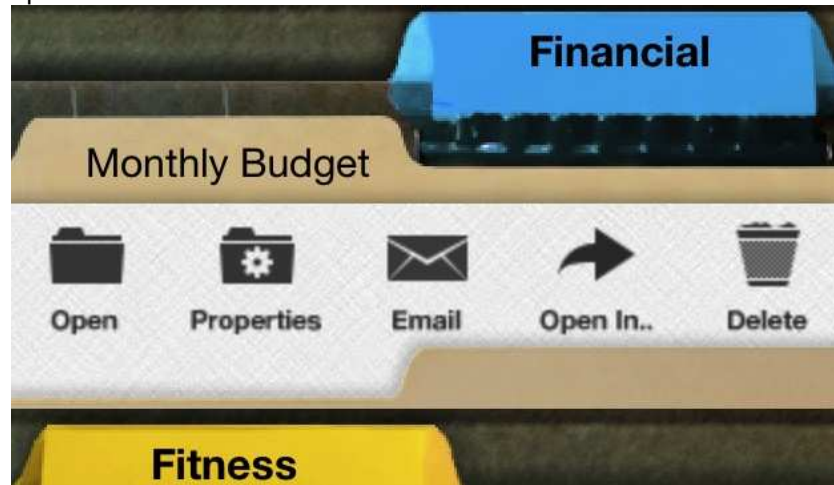 Financial
Monthly Budget
Open Properties Email Open In.. Delete
Fitness